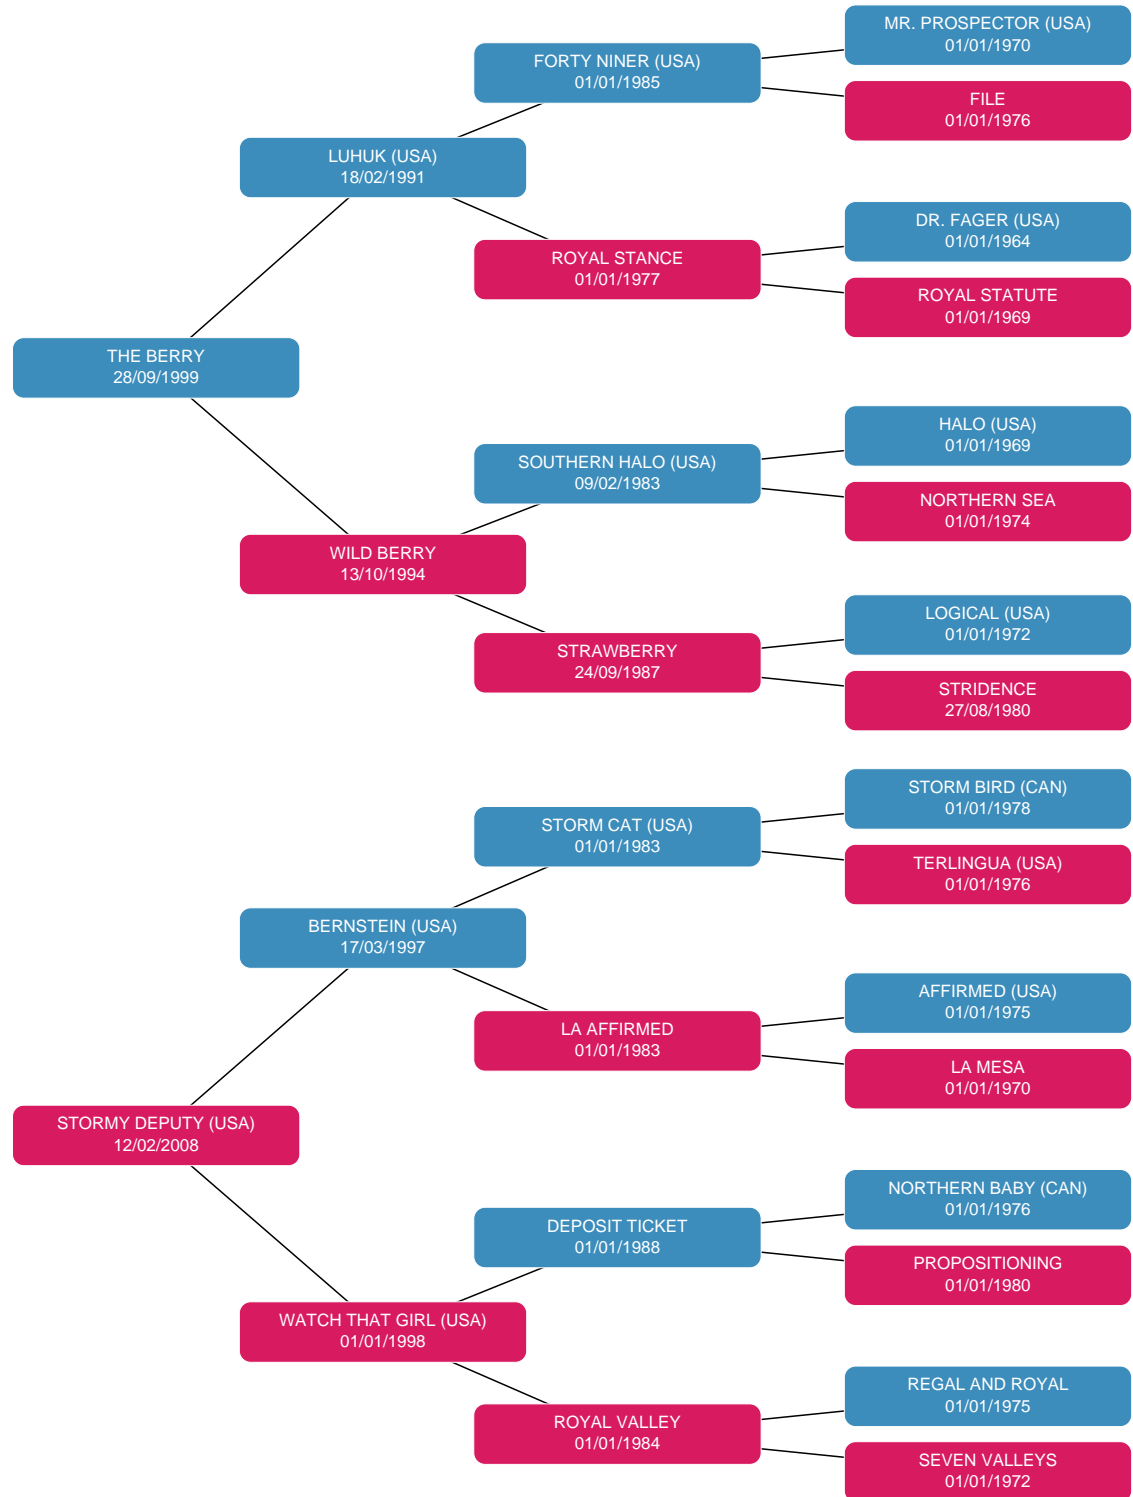 MR. PROSPECTOR (USA)
01/01/1970
FORTY NINER (USA)
01/01/1985
FILE
01/01/1976
LUHUK (USA)
18/02/1991
DR. FAGER (USA)
01/01/1964
ROYAL STANCE
01/01/1977
ROYAL STATUTE
01/01/1969
THE BERRY
28/09/1999
HALO (USA)
01/01/1969
SOUTHERN HALO (USA)
09/02/1983
NORTHERN SEA
01/01/1974
WILD BERRY
13/10/1994
LOGICAL (USA)
01/01/1972
STRAWBERRY
24/09/1987
STRIDENCE
27/08/1980
STORM BIRD (CAN)
01/01/1978
STORM CAT (USA)
01/01/1983
TERLINGUA (USA)
01/01/1976
BERNSTEIN (USA)
17/03/1997
AFFIRMED (USA)
01/01/1975
LA AFFIRMED
01/01/1983
LA MESA
01/01/1970
STORMY DEPUTY (USA)
12/02/2008
NORTHERN BABY (CAN)
01/01/1976
DEPOSIT TICKET
01/01/1988
PROPOSITIONING
01/01/1980
WATCH THAT GIRL (USA)
01/01/1998
REGAL AND ROYAL
01/01/1975
ROYAL VALLEY
01/01/1984
SEVEN VALLEYS
01/01/1972